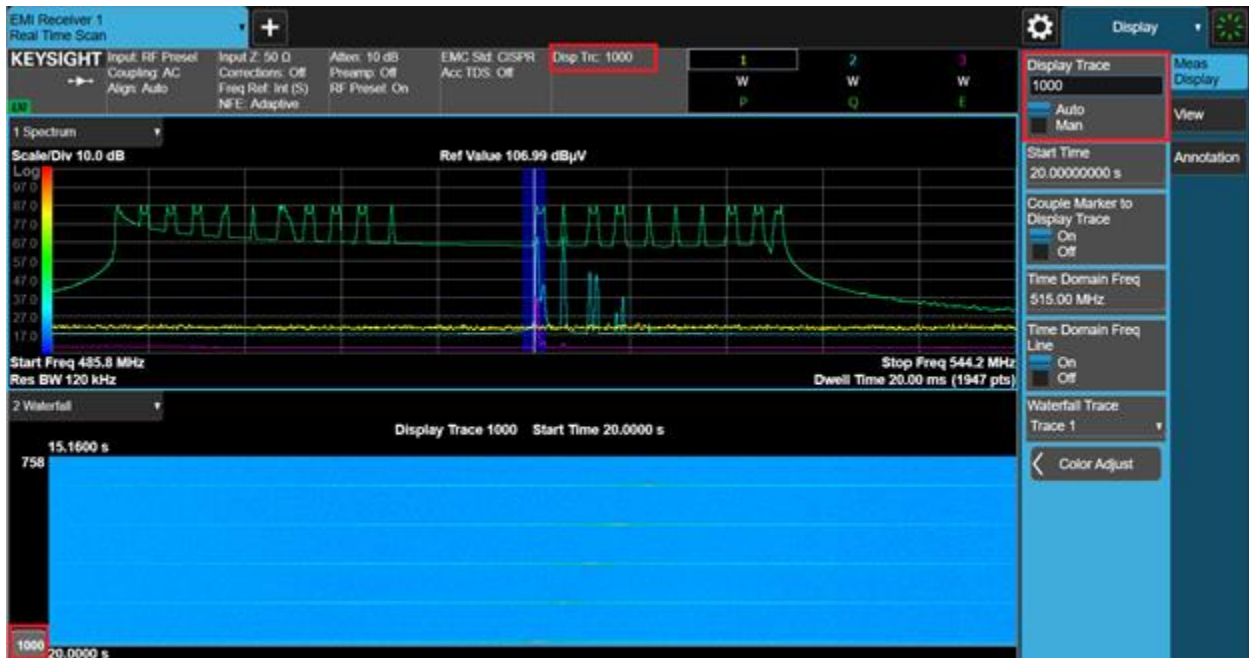 EMI Receiver 1
Real Time Scan
Display
KEYSIGHT
Input: RF Presel
Coupling: AC
Align: Auto
Input Z: 50 Ω
Corrections: Off
Freq Ref: Int (S)
NFE: Adaptive
Atten: 10 dB
Preamp: Off
RF Presel: On
EMC Std: CISPR
Acc TDS: Off
Disp Trc: 1000
1 2 3
W W W
P Q E
LXI
1 Spectrum
Scale/Div 10.0 dB
Ref Value 106.99 dBµV
Log
97.0
87.0
77.0
67.0
57.0
47.0
37.0
27.0
17.0
Start Freq 485.8 MHz
Stop Freq 544.2 MHz
Res BW 120 kHz
Dwell Time 20.00 ms (1947 pts)
2 Waterfall
Display Trace 1000 Start Time 20.0000 s
15.1600 s
758
1000
20.0000 s
Display Trace
1000
Auto
Man
Start Time
20.00000000 s
Couple Marker to
Display Trace
On
Off
Time Domain Freq
515.00 MHz
Time Domain Freq
Line
On
Off
Waterfall Trace
Trace 1
Color Adjust
Meas
Display
View
Annotation